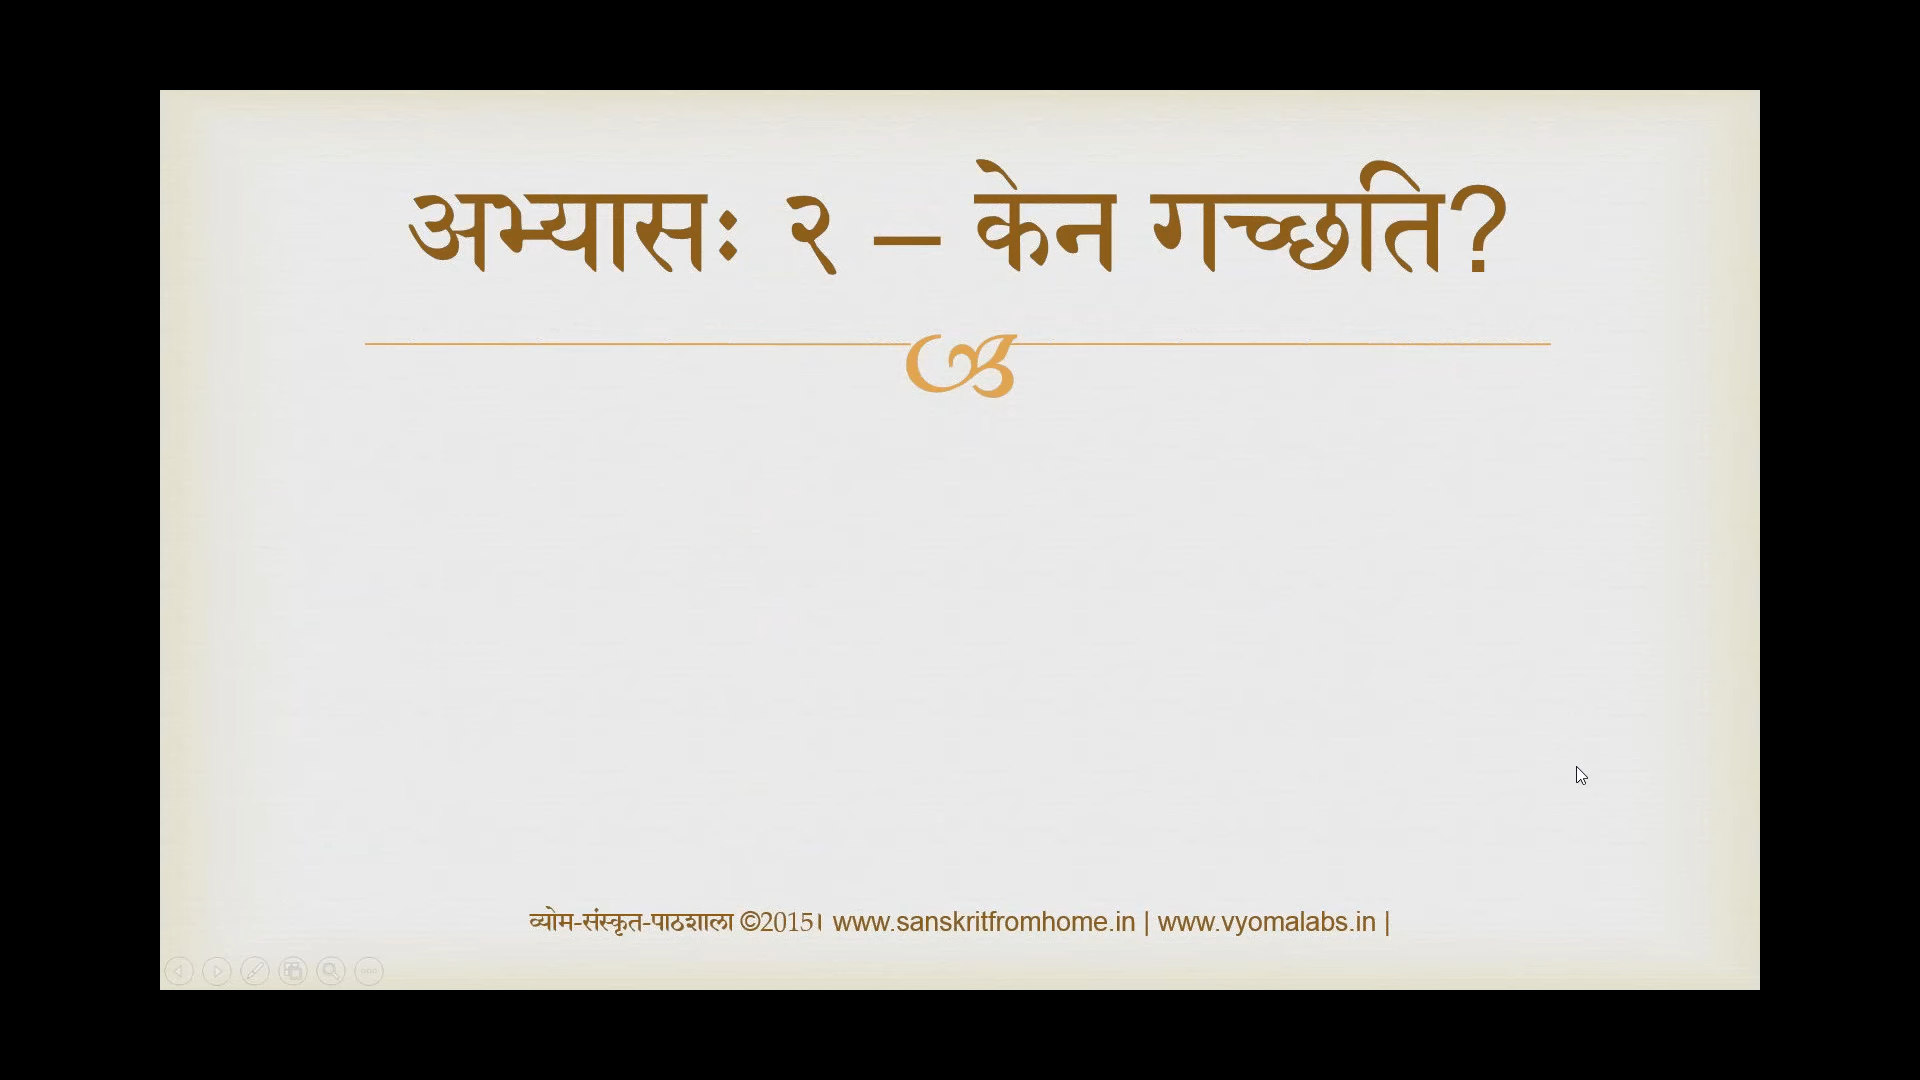 अभ्यासः २ – केन गच्छति?
व्योम-संस्कृत-पाठशाला ©2015। www.sanskritfromhome.in | www.vyomalabs.in |